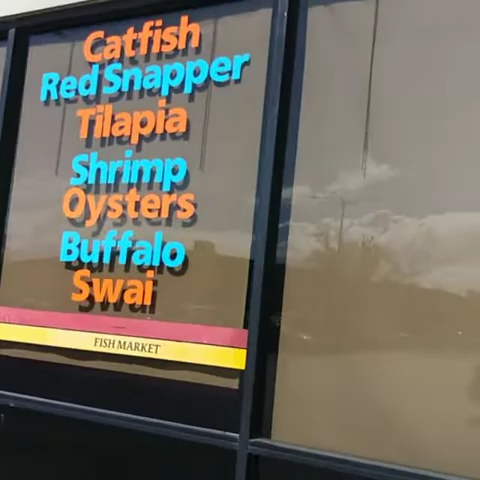 Catfish
Red Snapper
Tilapia
Shrimp
Oysters
Buffalo
Swai
FISH MARKET